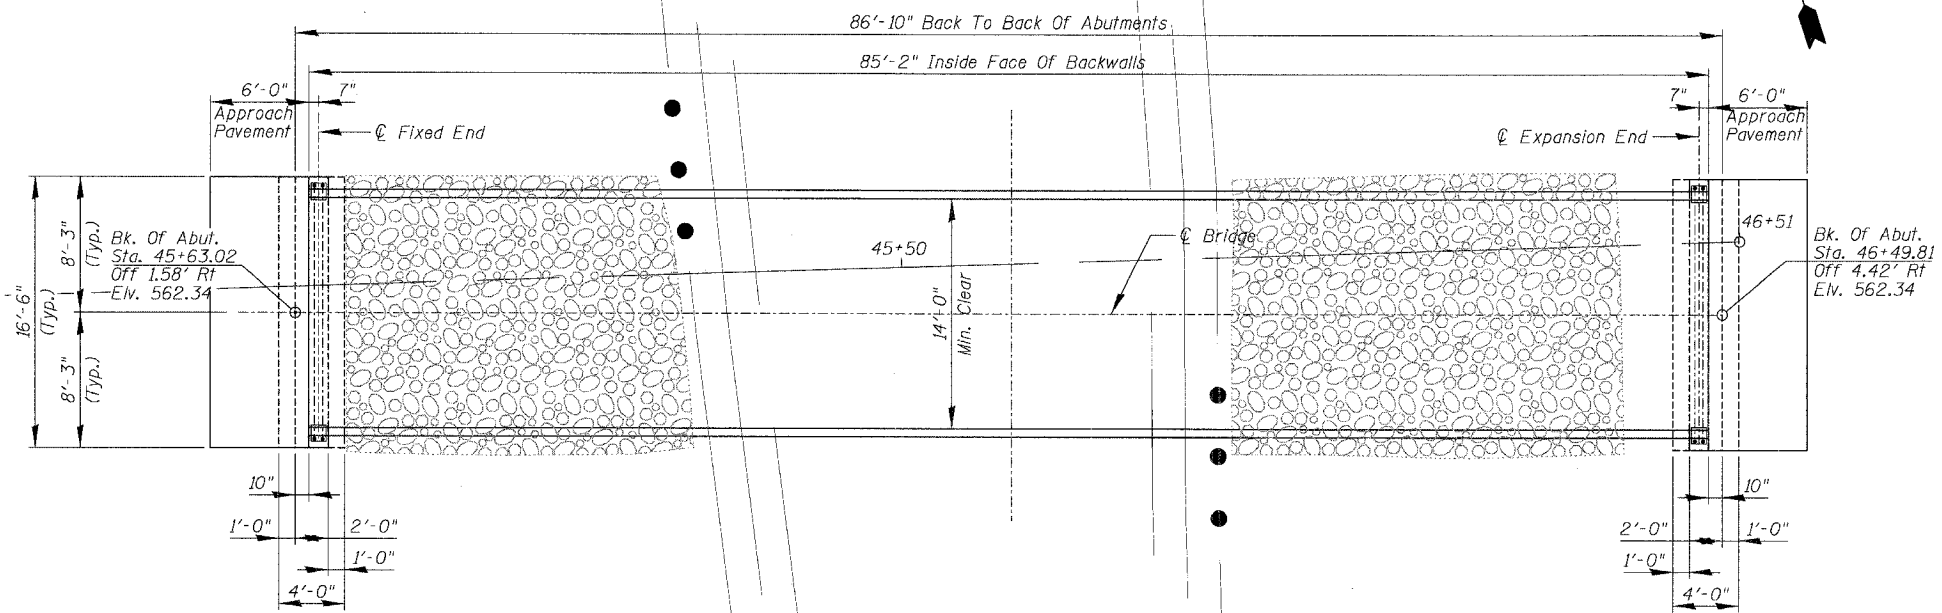 86'-10" Back To Back Of Abutments
85'-2" Inside Face Of Backwalls
6'-0"
7"
Approach
Pavement
℄ Fixed End
7"
6'-0"
Approach
Pavement
℄ Expansion End
16'-6"
(Typ.)
8'-3"
(Typ.)
8'-3"
(Typ.)
Bk. Of Abut.
Sta. 45+63.02
Off 1.58' Rt
Elv. 562.34
45+50
℄ Bridge
14'-0"
Min. Clear
46+51
Bk. Of Abut.
Sta. 46+49.81
Off 4.42' Rt
Elv. 562.34
10"
1'-0"
2'-0"
1'-0"
4'-0"
10"
2'-0"
1'-0"
1'-0"
4'-0"